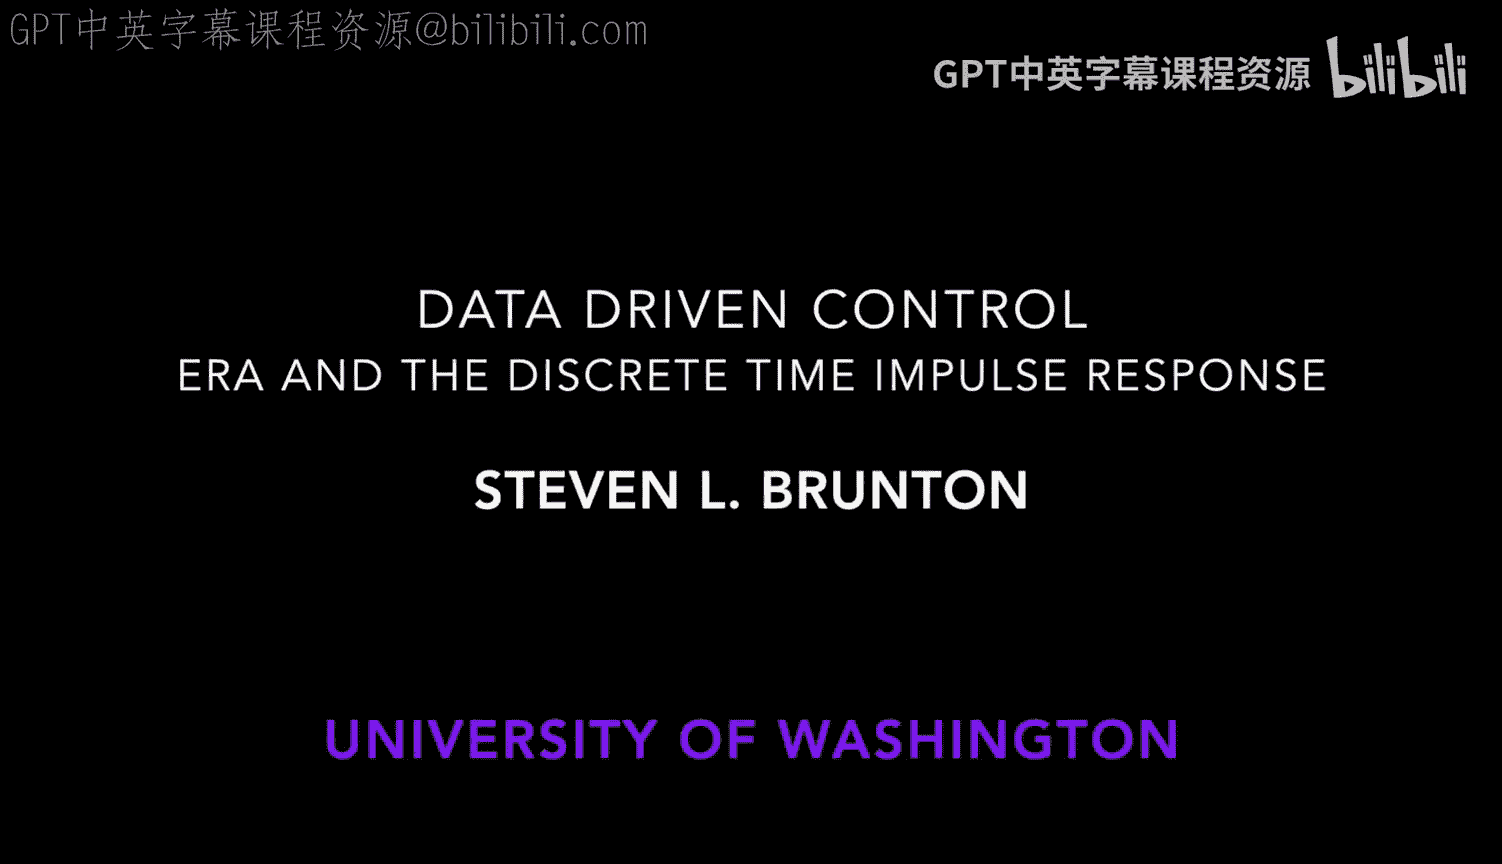 GPT中英字幕课程资源@bilibili.com
GPT中英字幕课程资源 bilibili
DATA DRIVEN CONTROL
ERA AND THE DISCRETE TIME IMPULSE RESPONSE
STEVEN L. BRUNTON
UNIVERSITY OF WASHINGTON